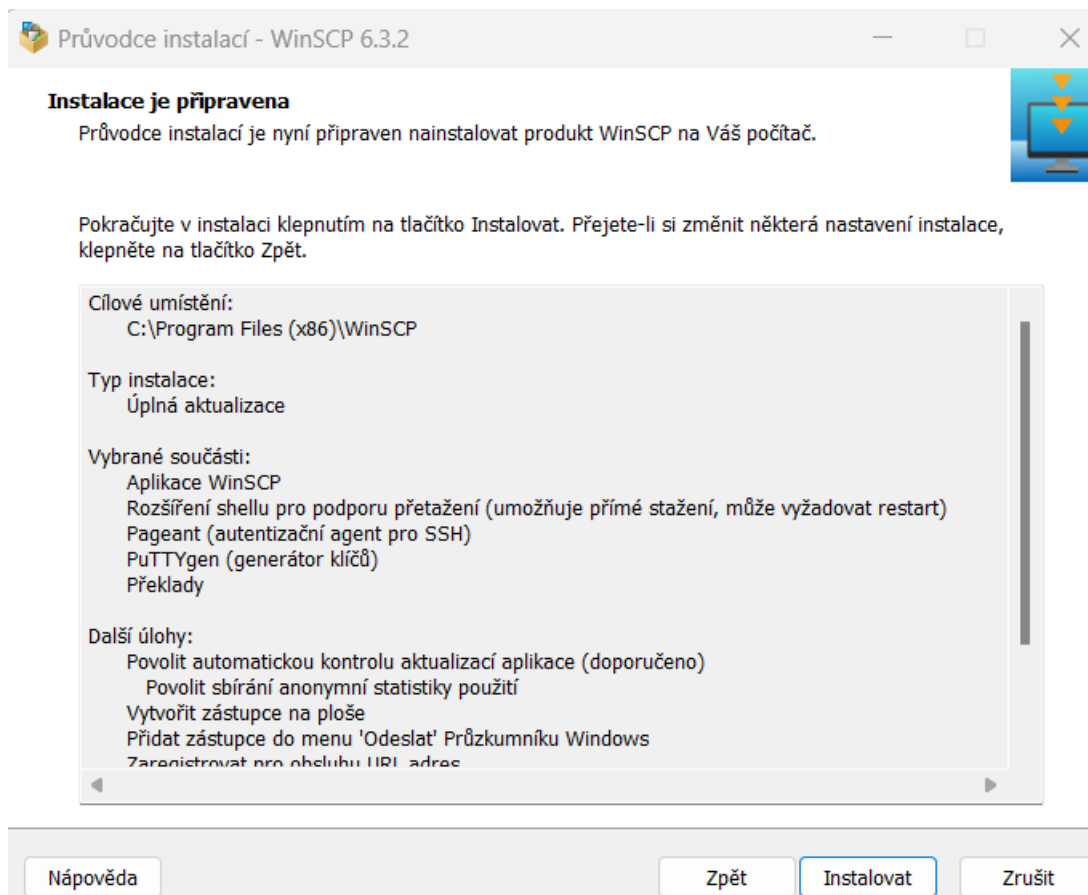 Průvodce instalací - WinSCP 6.3.2
Instalace je připravena
Průvodce instalací je nyní připraven nainstalovat produkt WinSCP na Váš počítač.
Pokračujte v instalaci klepnutím na tlačítko Instalovat. Přejete-li si změnit některá nastavení instalace,
klepněte na tlačítko Zpět.
Cílové umístění:
C:\Program Files (x86)\WinSCP
Typ instalace:
Úplná aktualizace
Vybrané součásti:
Aplikace WinSCP
Rozšíření shellu pro podporu přetažení (umožňuje přímé stažení, může vyžadovat restart)
Pageant (autentizační agent pro SSH)
PuTTYgen (generátor klíčů)
Překlady
Další úlohy:
Povolit automatickou kontrolu aktualizací aplikace (doporučeno)
Povolit sbírání anonymní statistiky použití
Vytvořit zástupce na ploše
Přidat zástupce do menu 'Odeslat' Průzkumníku Windows
Zaregistrovat pro obsluhu URL adres
Nápověda
Zpět
Instalovat
Zrušit